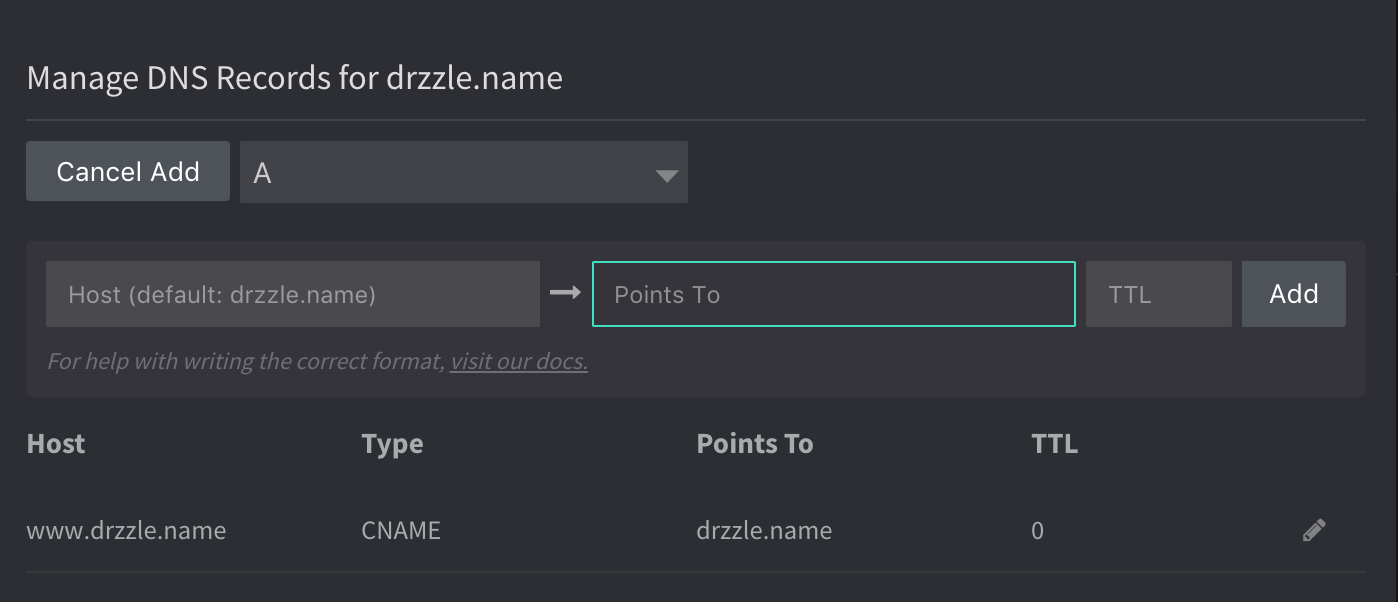 Manage DNS Records for drzzle.name
Cancel Add A
Host (default: drzzle.name) Points To TTL Add
For help with writing the correct format, visit our docs.
Host Type Points To TTL
www.drzzle.name CNAME drzzle.name 0